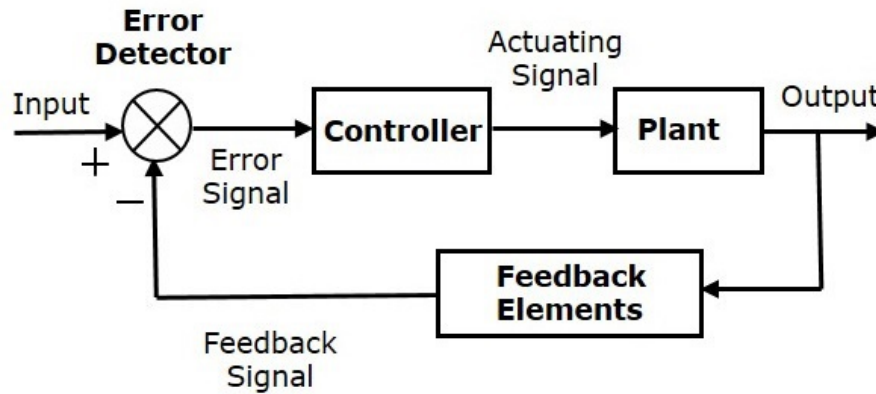 Error
Detector
Input
+
−
Error
Signal
Controller
Actuating
Signal
Plant
Output
Feedback
Elements
Feedback
Signal